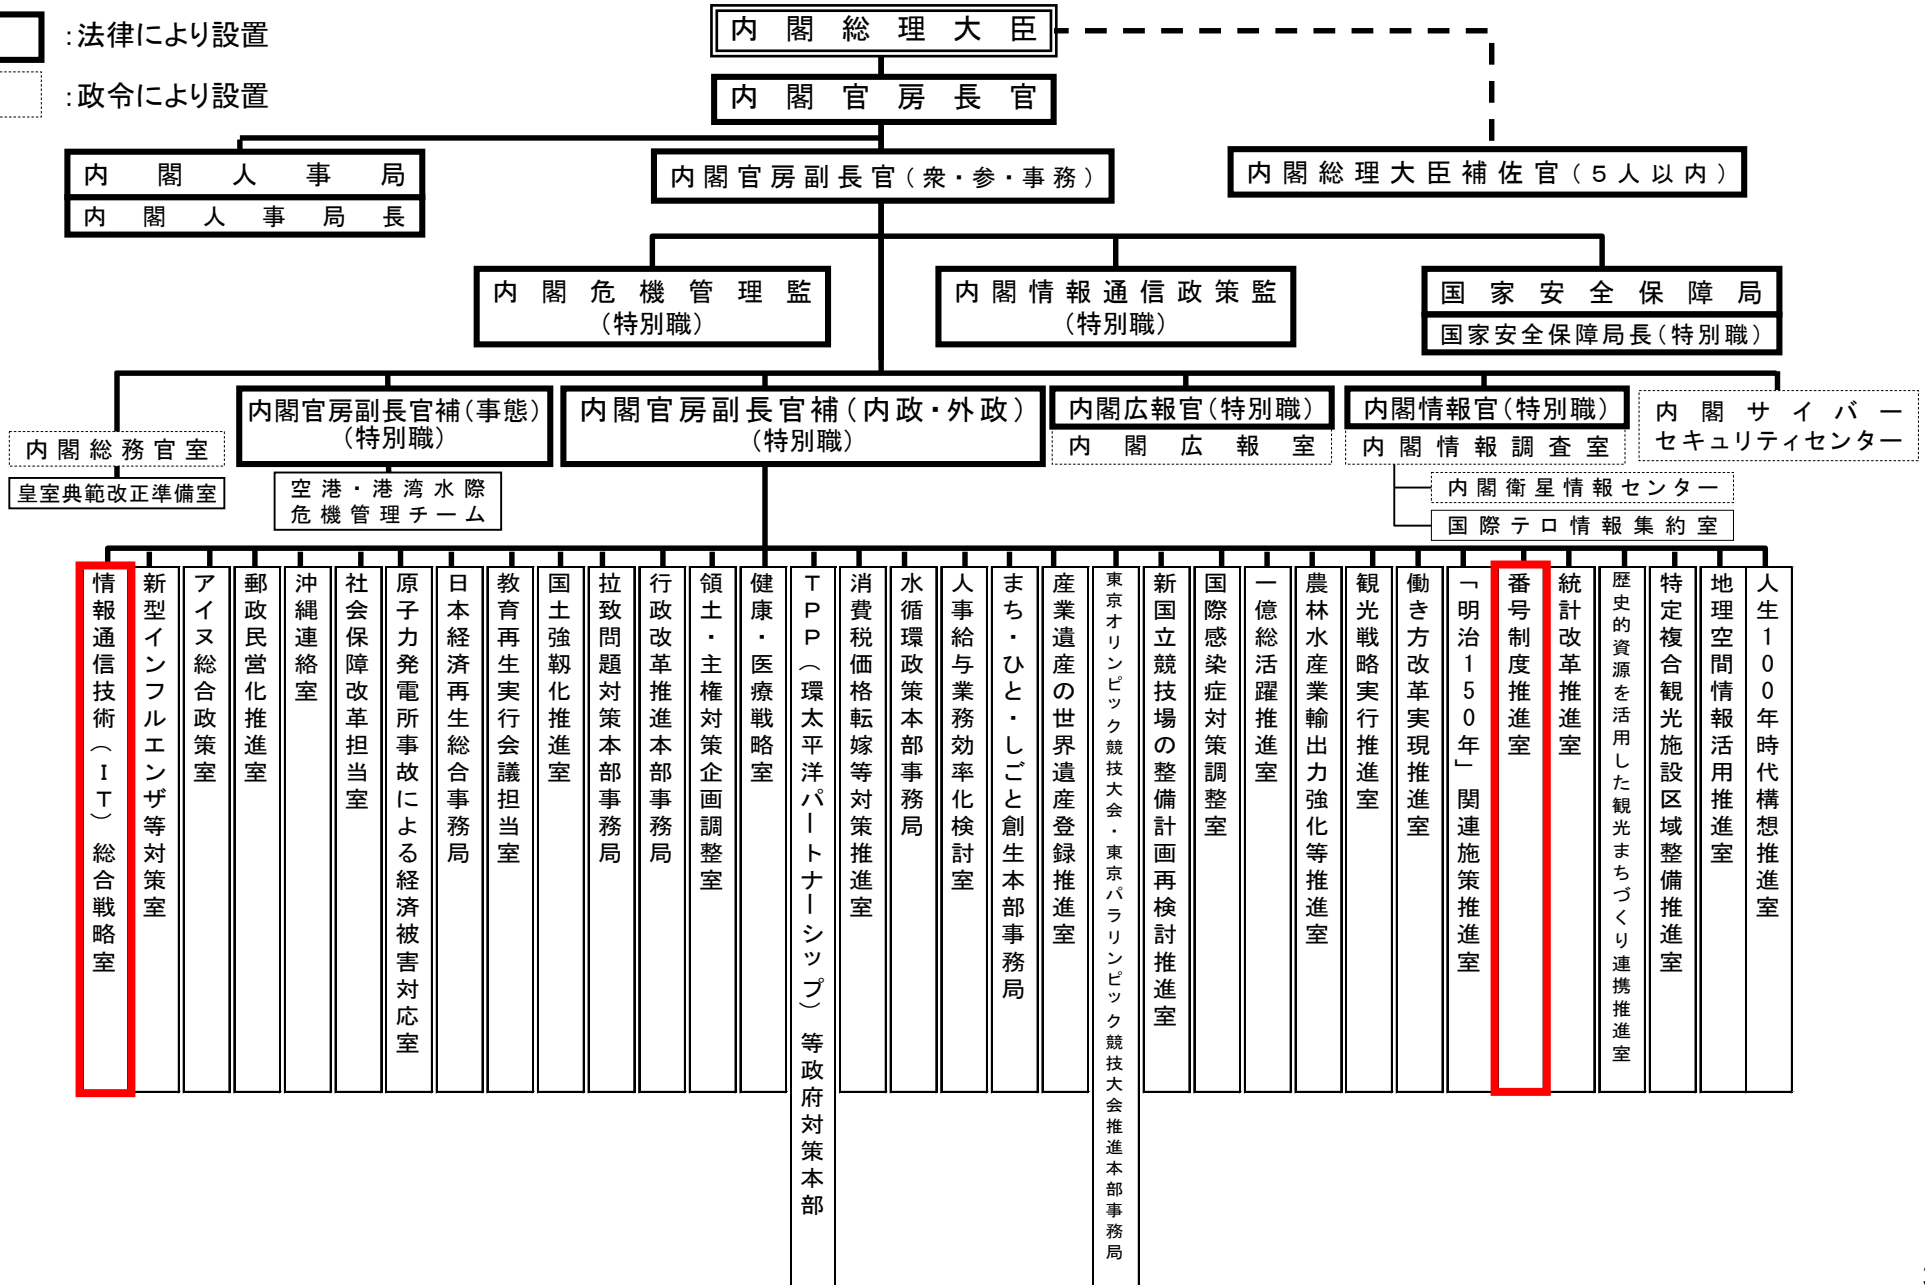 ：法律により設置
：政令により設置
内閣総理大臣
内閣官房長官
内閣人事局
内閣人事局長
内閣官房副長官（衆・参・事務）
内閣総理大臣補佐官（５人以内）
内閣危機管理監
（特別職）
内閣情報通信政策監
（特別職）
国家安全保障局
国家安全保障局長（特別職）
内閣総務官室
皇室典範改正準備室
内閣官房副長官補（事態）
（特別職）
空港・港湾水際
危機管理チーム
内閣官房副長官補（内政・外政）
（特別職）
内閣広報官（特別職）
内閣広報室
内閣情報官（特別職）
内閣情報調査室
内閣衛星情報センター
国際テロ情報集約室
内閣サイバー
セキュリティセンター
情報通信技術（ＩＴ）総合戦略室
新型インフルエンザ等対策室
アイヌ総合政策室
郵政民営化推進室
沖縄連絡室
社会保障改革担当室
原子力発電所事故による経済被害対応室
日本経済再生総合事務局
教育再生実行会議担当室
国土強靱化推進室
拉致問題対策本部事務局
行政改革推進本部事務局
領土・主権対策企画調整室
健康・医療戦略室
ＴＰＰ（環太平洋パートナーシップ）等政府対策本部
消費税価格転嫁等対策推進室
水循環政策本部事務局
人事給与業務効率化検討室
まち・ひと・しごと創生本部事務局
産業遺産の世界遺産登録推進室
東京オリンピック競技大会・東京パラリンピック競技大会推進本部事務局
新国立競技場の整備計画再検討推進室
国際感染症対策調整室
一億総活躍推進室
農林水産業輸出力強化等推進室
観光戦略実行推進室
働き方改革実現推進室
「明治１５０年」関連施策推進室
番号制度推進室
統計改革推進室
歴史的資源を活用した観光まちづくり連携推進室
特定複合観光施設区域整備推進室
地理空間情報活用推進室
人生１００年時代構想推進室